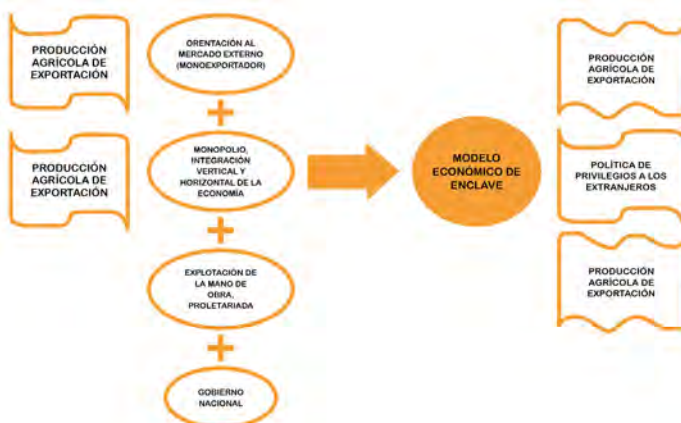 PRODUCCIÓN
AGRÍCOLA DE
EXPORTACIÓN
PRODUCCIÓN
AGRÍCOLA DE
EXPORTACIÓN
ORENTACIÓN AL
MERCADO EXTERNO
(MONOEXPORTADOR)
+
MONOPOLIO,
INTEGRACIÓN
VERTICAL Y
HORIZONTAL DE LA
ECONOMÍA
+
EXPLOTACIÓN DE
LA MANO DE
OBRA,
PROLETARIADA
+
GOBIERNO
NACIONAL
MODELO
ECONÓMICO DE
ENCLAVE
PRODUCCIÓN
AGRÍCOLA DE
EXPORTACIÓN
POLÍTICA DE
PRIVILEGIOS A LOS
EXTRANJEROS
PRODUCCIÓN
AGRÍCOLA DE
EXPORTACIÓN